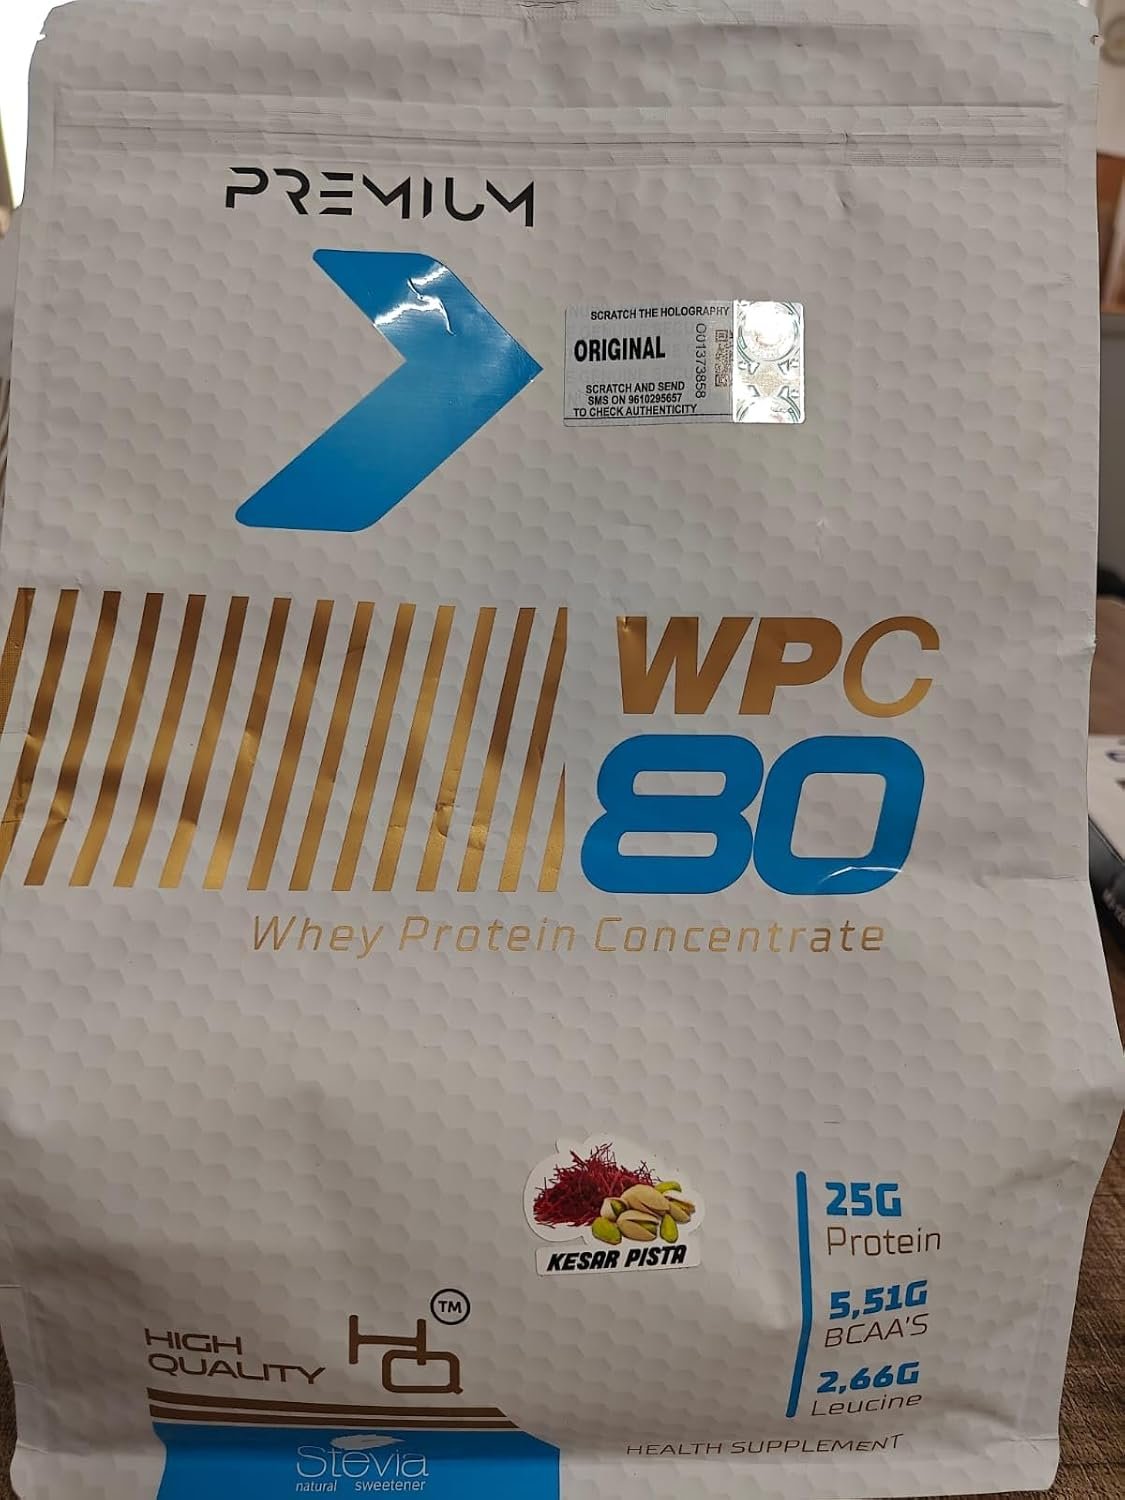 PREMIUM
SCRATCH THE HOLOGRAPHY
ORIGINAL
001373858
SCRATCH AND SEND
SMS ON 9610295657
TO CHECK AUTHENTICITY
WPC
80
Whey Protein Concentrate
KESAR PISTA
25G
Protein
5,51G
BCAA'S
2,66G
Leucine
HIGH
QUALITY
HQ
TM
Stevia
natural sweetener
HEALTH SUPPLEMENT